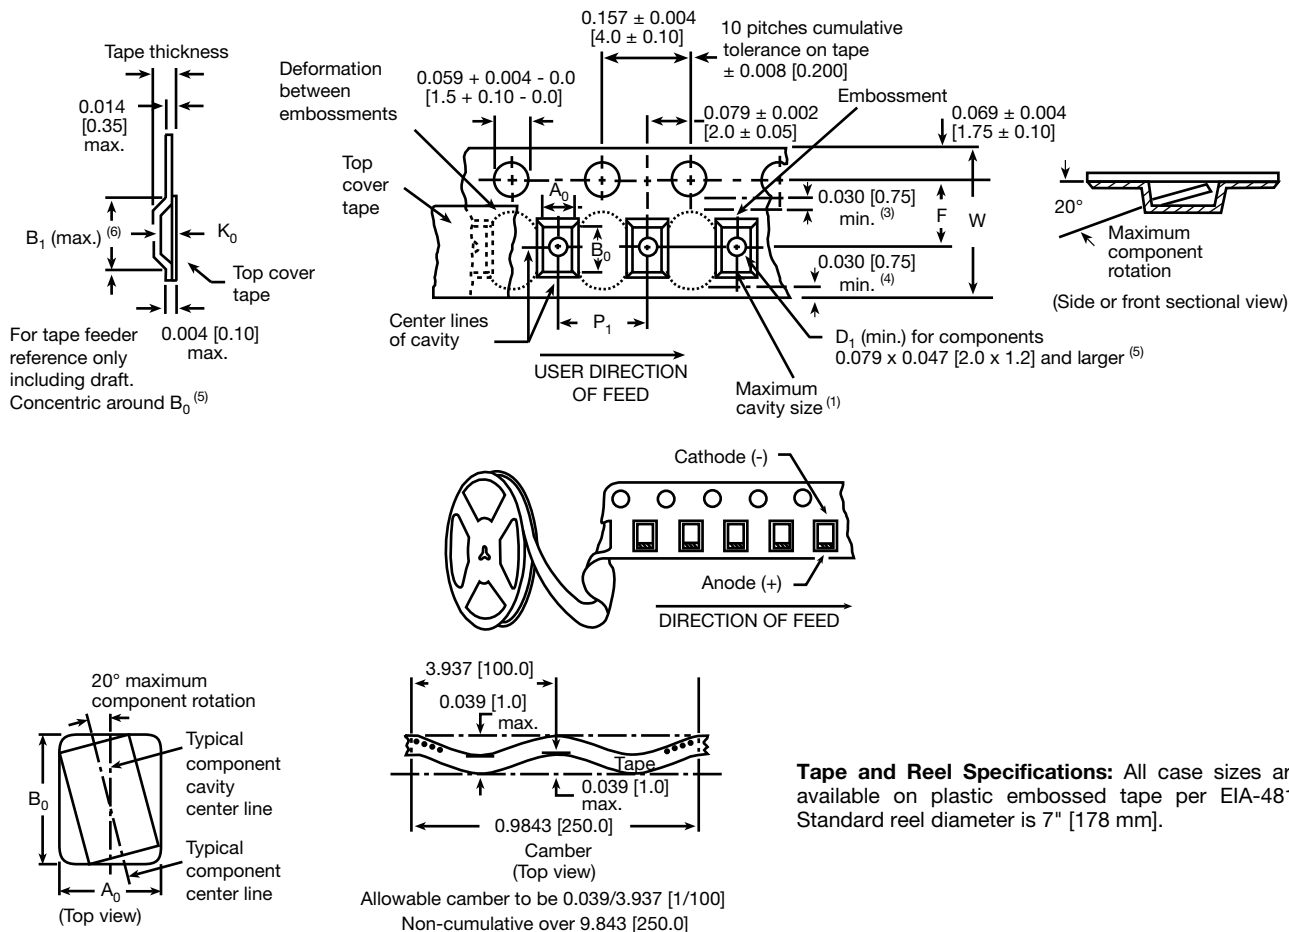 Tape thickness
0.014
[0.35]
max.
B1 (max.) (6)
K0
Top cover
tape
For tape feeder
reference only
including draft.
Concentric around B0 (5)
0.004 [0.10]
max.
Deformation
between
embossments
Top
cover
tape
0.059 + 0.004 - 0.0
[1.5 + 0.10 - 0.0]
0.157 ± 0.004
[4.0 ± 0.10]
10 pitches cumulative
tolerance on tape
± 0.008 [0.200]
0.079 ± 0.002
[2.0 ± 0.05]
Embossment
0.069 ± 0.004
[1.75 ± 0.10]
A0
B0
0.030 [0.75]
min. (3)
F
W
0.030 [0.75]
min. (4)
Center lines
of cavity
P1
USER DIRECTION
OF FEED
Maximum
cavity size (1)
D1 (min.) for components
0.079 x 0.047 [2.0 x 1.2] and larger (5)
20°
Maximum
component
rotation
(Side or front sectional view)
Cathode (-)
Anode (+)
DIRECTION OF FEED
20° maximum
component rotation
Typical
component
cavity
center line
B0
Typical
component
center line
A0
(Top view)
3.937 [100.0]
0.039 [1.0]
max.
Tape
0.039 [1.0]
max.
0.9843 [250.0]
Camber
(Top view)
Allowable camber to be 0.039/3.937 [1/100]
Non-cumulative over 9.843 [250.0]
Tape and Reel Specifications: All case sizes are
available on plastic embossed tape per EIA-481
Standard reel diameter is 7" [178 mm].